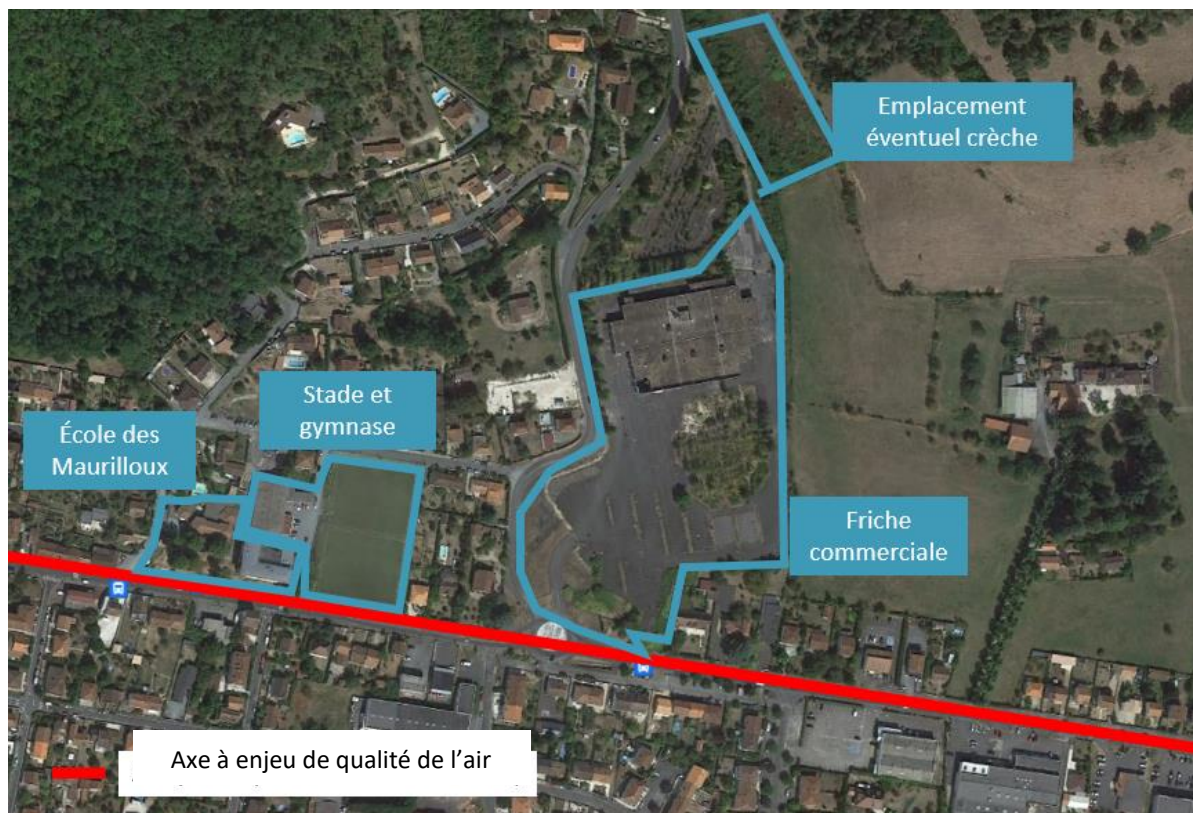 Emplacement
éventuel crèche
Stade et
gymnase
École des
Maurilloux
Friche
commerciale
Axe à enjeu de qualité de l’air